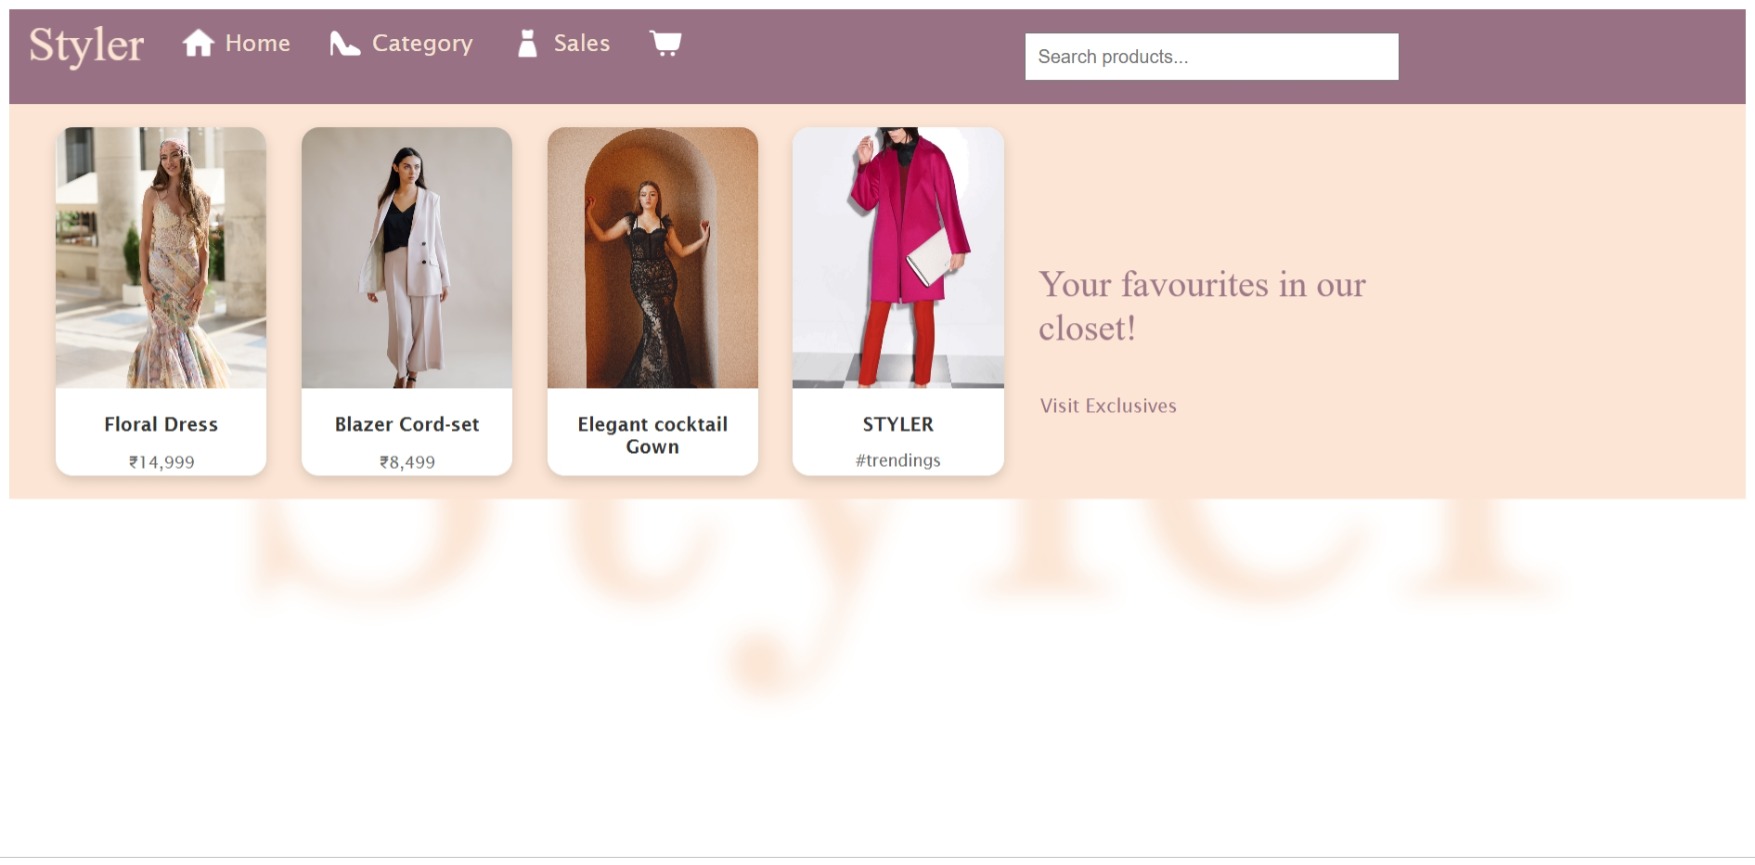 Styler Home Category Sales
Search products...
Floral Dress
₹14,999
Blazer Cord-set
₹8,499
Elegant cocktail
Gown
STYLER
#trendings
Your favourites in our
closet!
Visit Exclusives
Styler